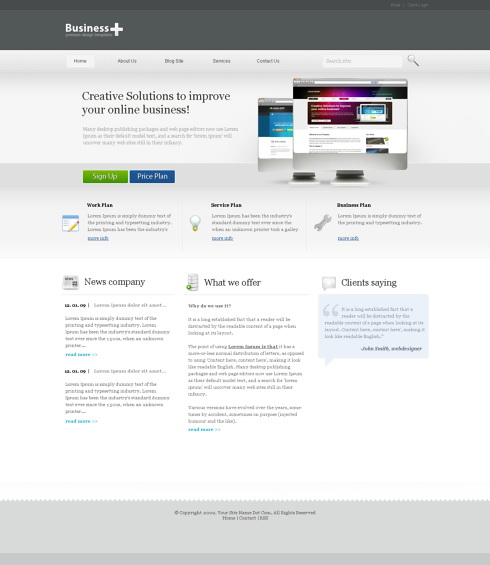 Client Login
Business+
premium design templates
Home
About Us
Blog Site
Services
Contact Us
Search site
Creative Solutions to improve
your online business!
Many desktop publishing packages and web page editors now use Lorem
Ipsum as their default model text, and a search for 'lorem ipsum' will
uncover many web sites still in their infancy.
Sign Up
Price Plan
Work Plan
Lorem Ipsum is simply dummy text of
the printing and typesetting industry.
Lorem Ipsum has been the industry's
more info
Service Plan
Lorem Ipsum has been the industry's
standard dummy text ever since the
when an unknown printer took a galley
more info
Business Plan
Lorem Ipsum is simply dummy text of
the printing and typesetting industry.
more info
News company
12. 01. 09 | Lorem Ipsum dolor sit amet...
Lorem Ipsum is simply dummy text of
the printing and typesetting industry.
Lorem Ipsum has been the industry's
standard dummy text ever since the
1500s, when an unknown printer...
read more >>
12. 01. 09 | Lorem Ipsum dolor sit amet...
Lorem Ipsum is simply dummy text of
the printing and typesetting industry.
Lorem Ipsum has been the industry's
standard dummy text ever since the
1500s, when an unknown printer...
read more >>
What we offer
Why do we use it?
It is a long established fact that a reader will be
distracted by the readable content of a page when
looking at its layout.
The point of using Lorem Ipsum is that it has a
more-or-less normal distribution of letters, as opposed
to using 'Content here, content here', making it look
like readable English. Many desktop publishing
packages and web page editors now use Lorem Ipsum
as their default model text, and a search for 'lorem
ipsum' will uncover many web sites still in their
infancy.
Various versions have evolved over the years, some-
times by accident, sometimes on purpose (injected
humour and the like).
read more >>
Clients saying
It is a long established fact that a
reader will be distracted by the
readable content of a page when looking at its
layout. Content here, content here', making it
look like readable English."
-John Smith, webdesigner
© Copyright 2009. Your Site Name Dot Com. All Rights Reserved
Home | Contact | RSS